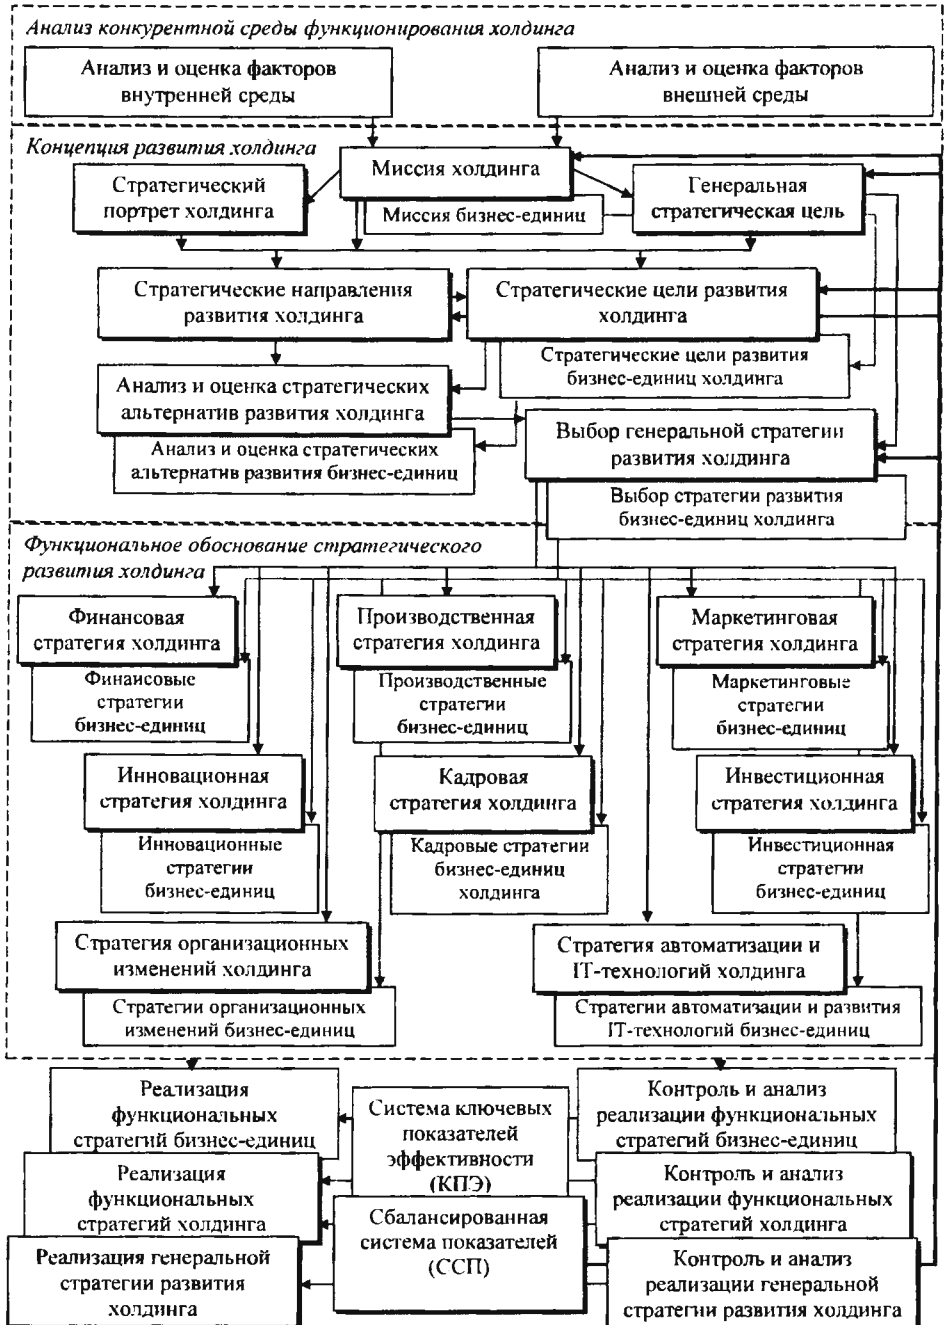 Анализ конкурентной среды функционирования холдинга
Анализ и оценка факторов
внутренней среды
Анализ и оценка факторов
внешней среды
Концепция развития холдинга
Миссия холдинга
Стратегический
портрет холдинга
Генеральная
стратегическая цель
Миссия бизнес-единиц
Стратегические направления
развития холдинга
Стратегические цели развития
холдинга
Стратегические цели развития
бизнес-единиц холдинга
Анализ и оценка стратегических
альтернатив развития холдинга
Анализ и оценка стратегических
альтернатив развития бизнес-единиц
Выбор генеральной стратегии
развития холдинга
Выбор стратегии развития
бизнес-единиц холдинга
Функциональное обоснование стратегического
развития холдинга
Финансовая
стратегия холдинга
Финансовые
стратегии
бизнес-единиц
Производственная
стратегия холдинга
Производственные
стратегии
бизнес-единиц
Маркетинговая
стратегия холдинга
Маркетинговые
стратегии
бизнес-единиц
Инновационная
стратегия холдинга
Инновационные
стратегии
бизнес-единиц
Кадровая
стратегия холдинга
Кадровые стратегии
бизнес-единиц
холдинга
Инвестиционная
стратегия холдинга
Инвестиционная
стратегии
бизнес-единиц
Стратегия организационных
изменений холдинга
Стратегии организационных
изменений бизнес-единиц
Стратегия автоматизации и
IT-технологий холдинга
Стратегии автоматизации и развития
IT-технологий бизнес-единиц
Реализация
функциональных
стратегий бизнес-единиц
Реализация
функциональных
стратегий холдинга
Реализация генеральной
стратегии развития
холдинга
Система ключевых
показателей
эффективности
(КПЭ)
Сбалансированная
система показателей
(ССП)
Контроль и анализ
реализации функциональных
стратегий бизнес-единиц
Контроль и анализ
реализации функциональных
стратегий холдинга
Контроль и анализ
реализации генеральной
стратегии развития холдинга